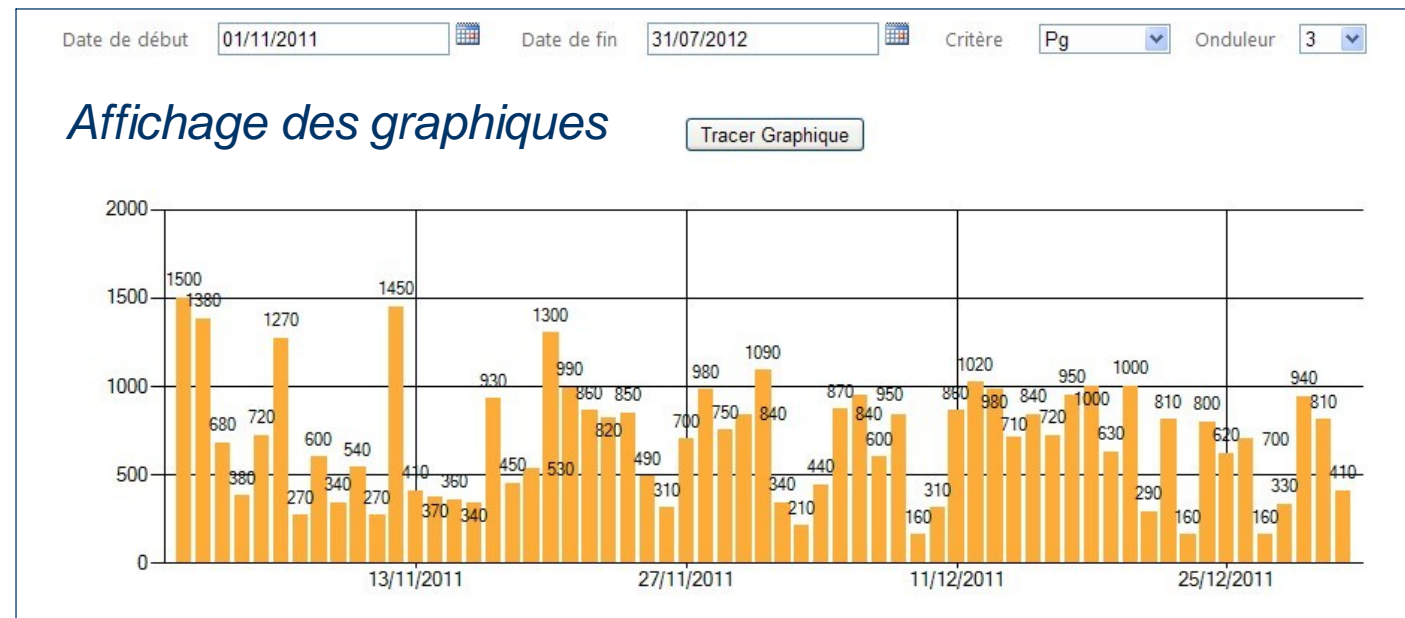 Date de début 01/11/2011 Date de fin 31/07/2012 Critère Pg Onduleur 3
Affichage des graphiques
Tracer Graphique
2000
1500
1000
500
0
1500 1380 680 380 720 1270 270 600 340 540 270 1450 410 370 360 340 930 450 530 1300 990 860 820 850 490 310 700 980 750 840 1090 340 210 440 870 840 600 950 160 310 860 1020 980 710 840 720 950 1000 630 1000 290 810 160 800 620 700 160 330 940 810 410
13/11/2011 27/11/2011 11/12/2011 25/12/2011